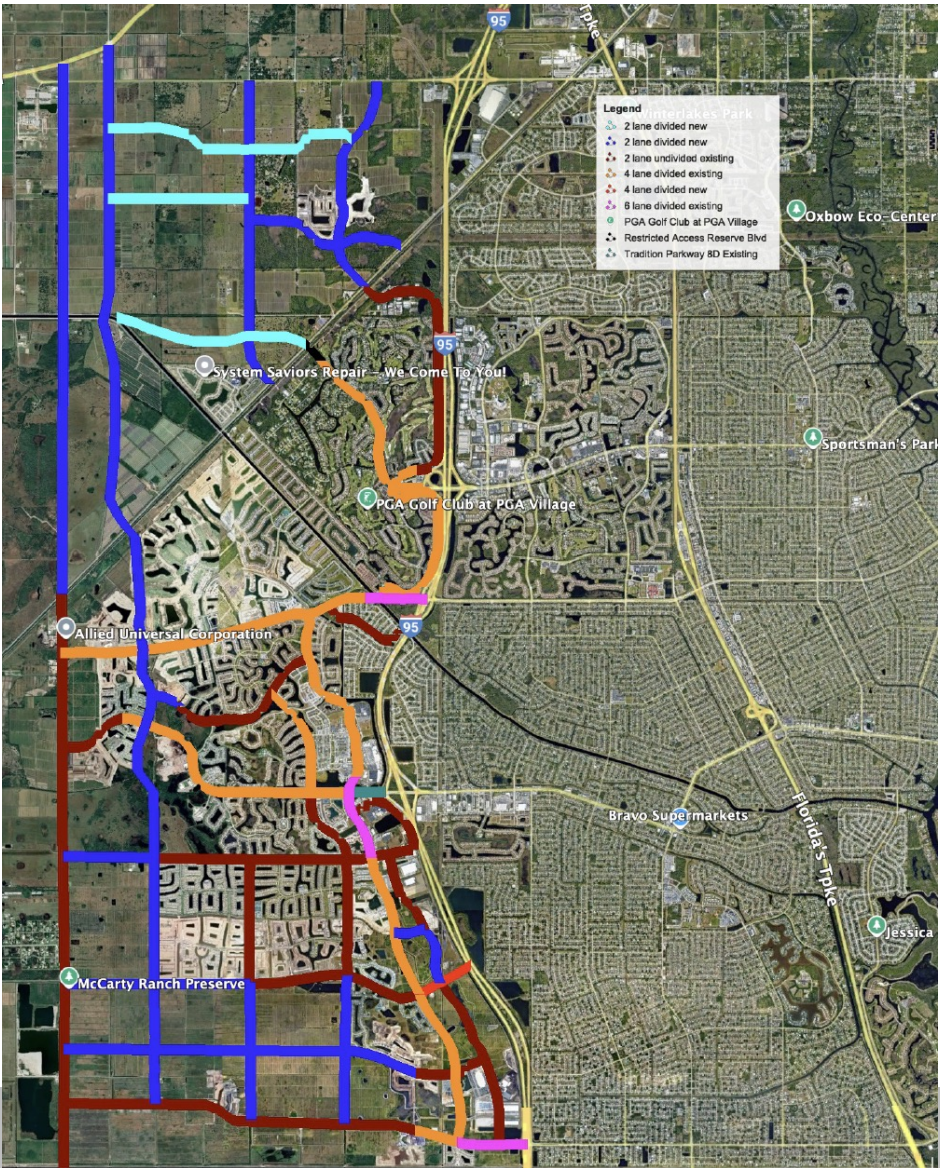 95
Tpke
Legend
Winterlakes Park
2 lane divided new
2 lane divided new
2 lane undivided existing
4 lane divided existing
4 lane divided new
6 lane divided existing
PGA Golf Club at PGA Village
Restricted Access Reserve Blvd
Tradition Parkway 8D Existing
Oxbow Eco-Center
95
System Saviors Repair - We Come To You!
Sportsman's Park
PGA Golf Club at PGA Village
95
Allied Universal Corporation
Bravo Supermarkets
Florida's Tpke
Jessica
McCarty Ranch Preserve